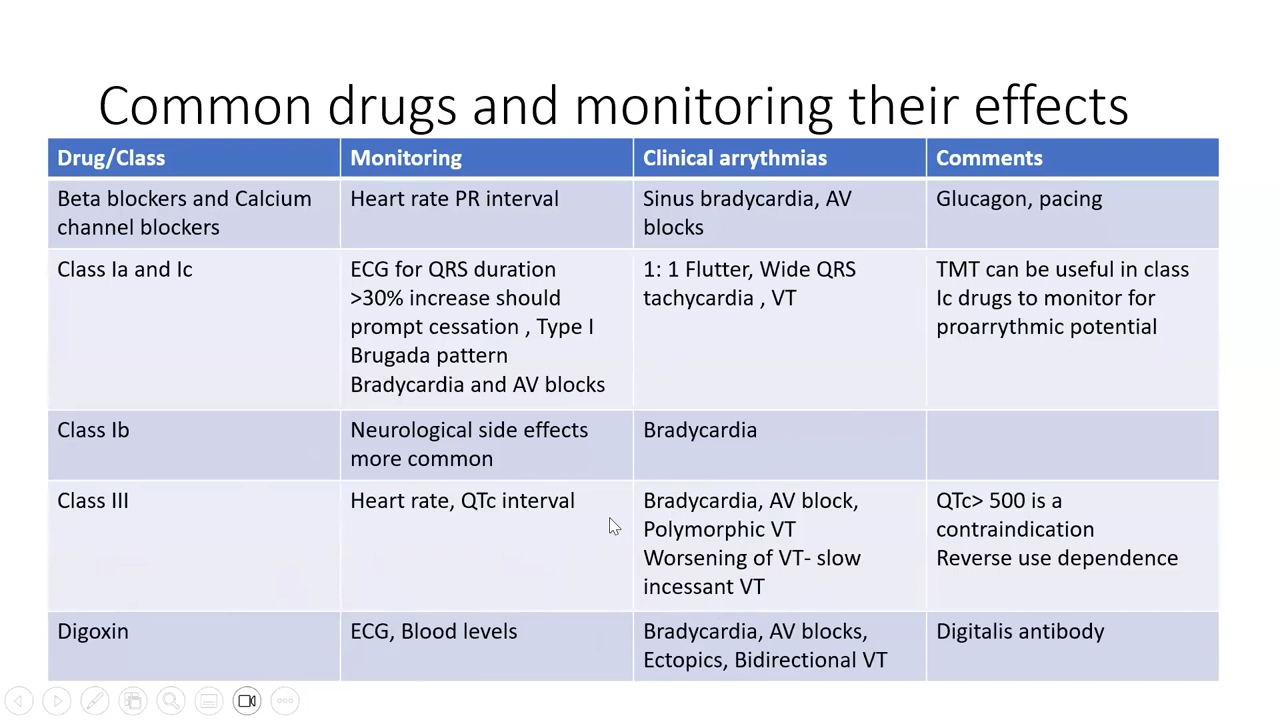 Common drugs and monitoring their effects
Drug/Class
Monitoring
Clinical arrythmias
Comments
Beta blockers and Calcium
channel blockers
Heart rate PR interval
Sinus bradycardia, AV
blocks
Glucagon, pacing
Class Ia and Ic
ECG for QRS duration
>30% increase should
prompt cessation , Type I
Brugada pattern
Bradycardia and AV blocks
1: 1 Flutter, Wide QRS
tachycardia , VT
TMT can be useful in class
Ic drugs to monitor for
proarrythmic potential
Class Ib
Neurological side effects
more common
Bradycardia
Class III
Heart rate, QTc interval
Bradycardia, AV block,
Polymorphic VT
Worsening of VT- slow
incessant VT
QTc> 500 is a
contraindication
Reverse use dependence
Digoxin
ECG, Blood levels
Bradycardia, AV blocks,
Ectopics, Bidirectional VT
Digitalis antibody